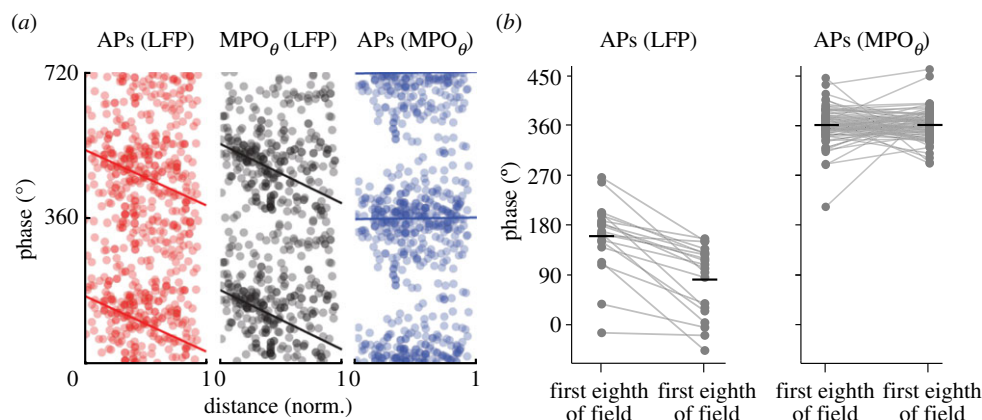 (a)
APs (LFP) MPOθ (LFP) APs (MPOθ)
720
360
0
phase (°)
1 0 1 0 1
distance (norm.)
(b)
APs (LFP) APs (MPOθ)
450
360
270
180
90
0
phase (º)
first eighth first eighth first eighth first eighth
of field of field of field of field